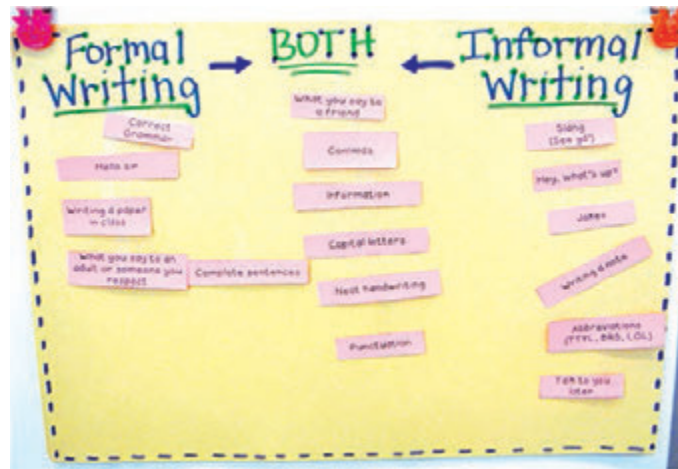 Formal
Writing
BOTH
Informal
Writing
Correct
Grammar
Hello sir
Writing a paper
in class
What you say to an
adult or someone you
respect
Complete sentences
What you say to
a friend
Commas
Information
Capital letters
Neat handwriting
Punctuation
Slang
(See ya)
Hey, what's up?
Jokes
Writing a note
Abbreviations
(TTYL, BRB, LOL)
Talk to you
later